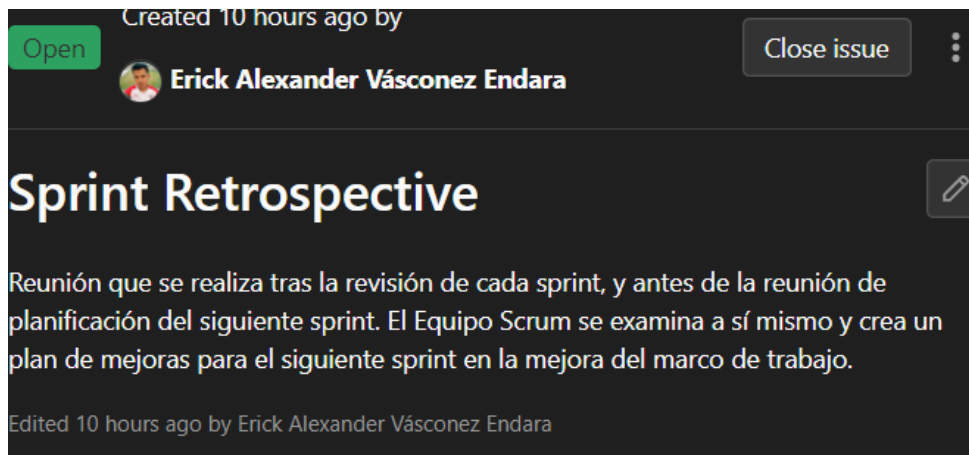 Created 10 hours ago by
Open
Close issue
Erick Alexander Vásconez Endara
Sprint Retrospective
Reunión que se realiza tras la revisión de cada sprint, y antes de la reunión de
planificación del siguiente sprint. El Equipo Scrum se examina a sí mismo y crea un
plan de mejoras para el siguiente sprint en la mejora del marco de trabajo.
Edited 10 hours ago by Erick Alexander Vásconez Endara